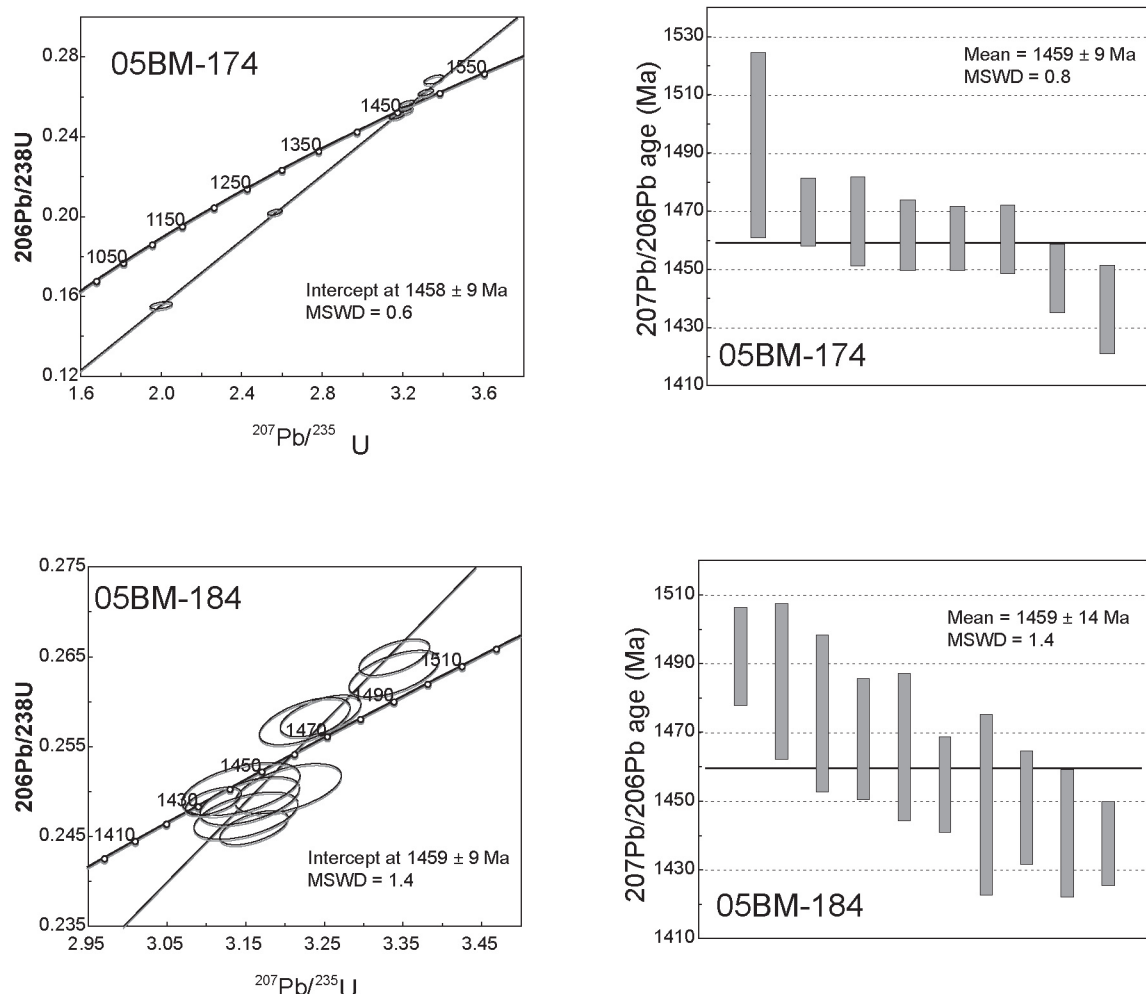 05BM-174
206Pb/238U
0.28
0.24
0.20
0.16
0.12
1050
1150
1250
1350
1450
1550
Intercept at 1458 ± 9 Ma
MSWD = 0.6
1.6
2.0
2.4
2.8
3.2
3.6
207Pb/235 U
207Pb/206Pb age (Ma)
1530
1510
1490
1470
1450
1430
1410
Mean = 1459 ± 9 Ma
MSWD = 0.8
05BM-174
05BM-184
206Pb/238U
0.275
0.265
0.255
0.245
0.235
1410
1430
1450
1470
1490
1510
Intercept at 1459 ± 9 Ma
MSWD = 1.4
2.95
3.05
3.15
3.25
3.35
3.45
207Pb/235U
207Pb/206Pb age (Ma)
1510
1490
1470
1450
1430
1410
Mean = 1459 ± 14 Ma
MSWD = 1.4
05BM-184